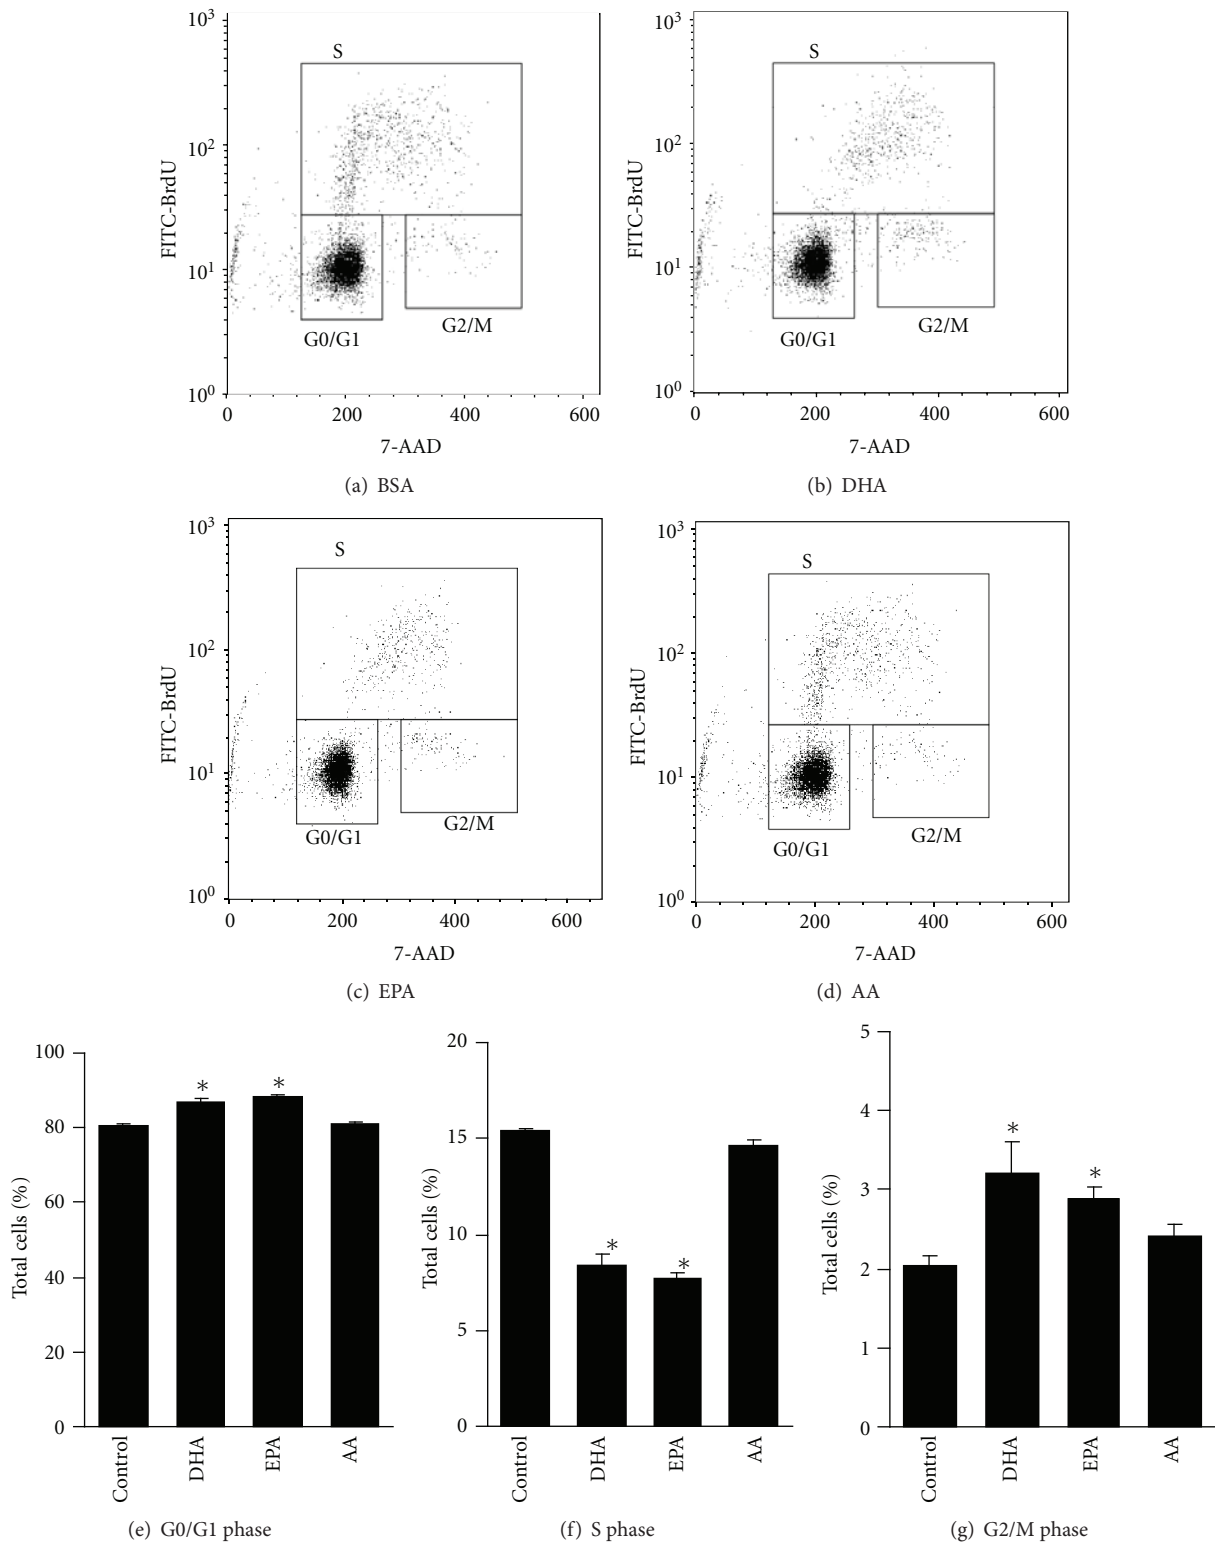 10³
S
10²
FITC-BrdU
10¹
G0/G1
G2/M
10⁰
0
200
400
600
7-AAD
(a) BSA
10³
S
10²
FITC-BrdU
10¹
G0/G1
G2/M
10⁰
0
200
400
600
7-AAD
(b) DHA
10³
S
10²
FITC-BrdU
10¹
G0/G1
G2/M
10⁰
0
200
400
600
7-AAD
(c) EPA
10³
S
10²
FITC-BrdU
10¹
G0/G1
G2/M
10⁰
0
200
400
600
7-AAD
(d) AA
100
80
60
40
20
0
Total cells (%)
*
*
Control
DHA
EPA
AA
(e) G0/G1 phase
20
15
10
5
0
Total cells (%)
*
*
Control
DHA
EPA
AA
(f) S phase
5
4
3
2
1
0
Total cells (%)
*
*
Control
DHA
EPA
AA
(g) G2/M phase